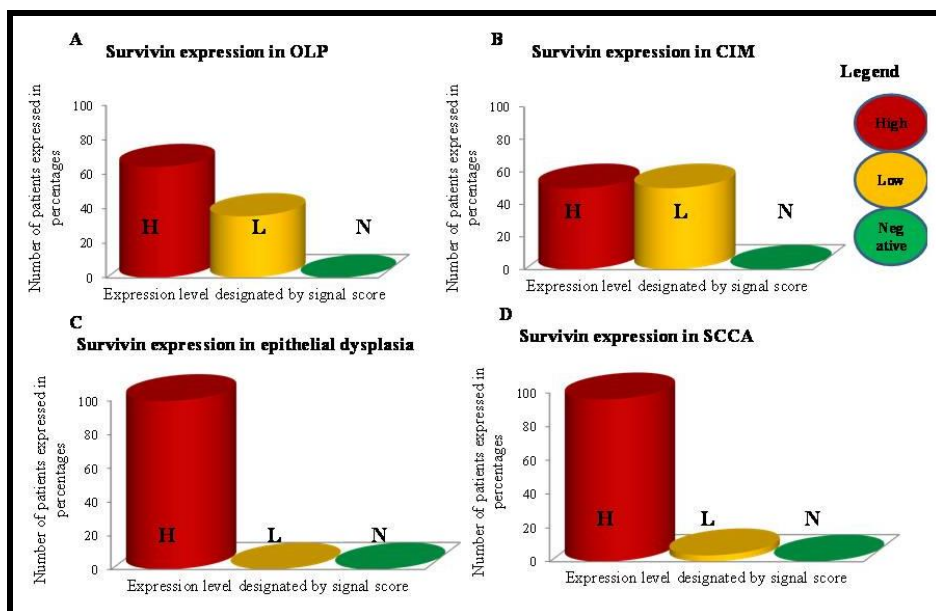 A
Survivin expression in OLP
Number of patients expressed in
percentages
100
80
60
40
20
0
H
L
N
Expression level designated by signal score
B
Survivin expression in CIM
Number of patients expressed in
percentages
100
80
60
40
20
0
H
L
N
Expression level designated by signal score
Legend
High
Low
Neg
ative
C
Survivin expression in epithelial dysplasia
Number of patients expressed in
percentages
100
80
60
40
20
0
H
L
N
Expression level designated by signal score
D
Survivin expression in SCCA
Number of patients expressed in
percentages
100
80
60
40
20
0
H
L
N
Expression level designated by signal score